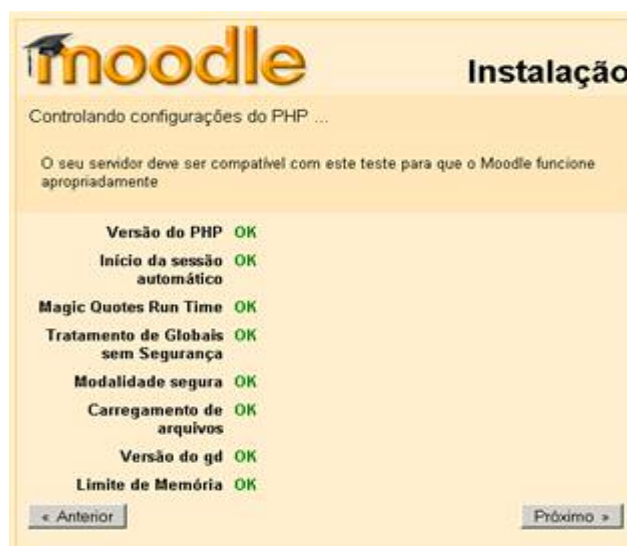 moodle
Instalação
Controlando configurações do PHP ...
O seu servidor deve ser compatível com este teste para que o Moodle funcione
apropriadamente
Versão do PHP OK
Início da sessão OK
automático
Magic Quotes Run Time OK
Tratamento de Globais OK
sem Segurança
Modalidade segura OK
Carregamento de OK
arquivos
Versão do gd OK
Limite de Memória OK
« Anterior
Próximo »